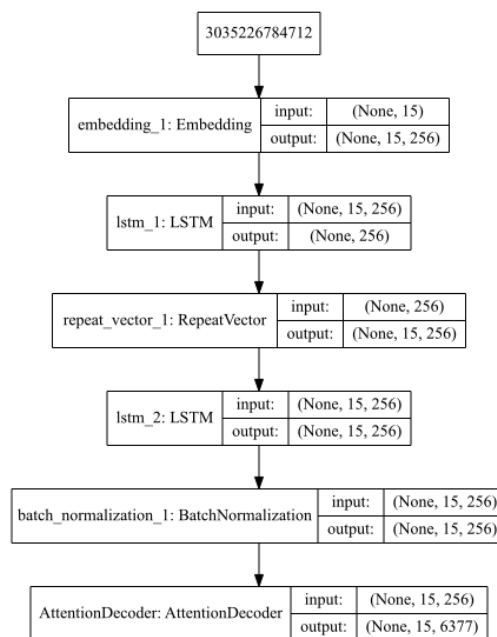 3035226784712
embedding_1: Embedding
input: (None, 15)
output: (None, 15, 256)
lstm_1: LSTM
input: (None, 15, 256)
output: (None, 256)
repeat_vector_1: RepeatVector
input: (None, 256)
output: (None, 15, 256)
lstm_2: LSTM
input: (None, 15, 256)
output: (None, 15, 256)
batch_normalization_1: BatchNormalization
input: (None, 15, 256)
output: (None, 15, 256)
AttentionDecoder: AttentionDecoder
input: (None, 15, 256)
output: (None, 15, 6377)